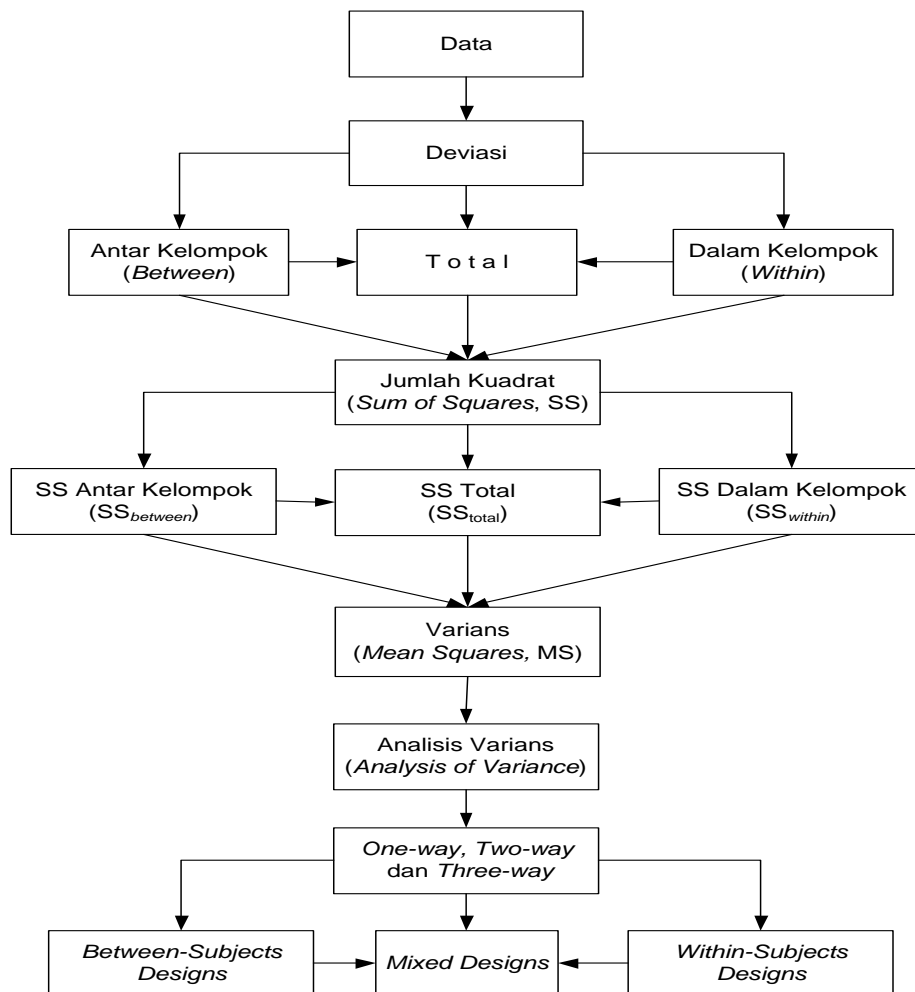 Data
Deviasi
Antar Kelompok
(Between)
T o t a l
Dalam Kelompok
(Within)
Jumlah Kuadrat
(Sum of Squares, SS)
SS Antar Kelompok
(SSbetween)
SS Total
(SStotal)
SS Dalam Kelompok
(SSwithin)
Varians
(Mean Squares, MS)
Analisis Varians
(Analysis of Variance)
One-way, Two-way
dan Three-way
Between-Subjects
Designs
Mixed Designs
Within-Subjects
Designs